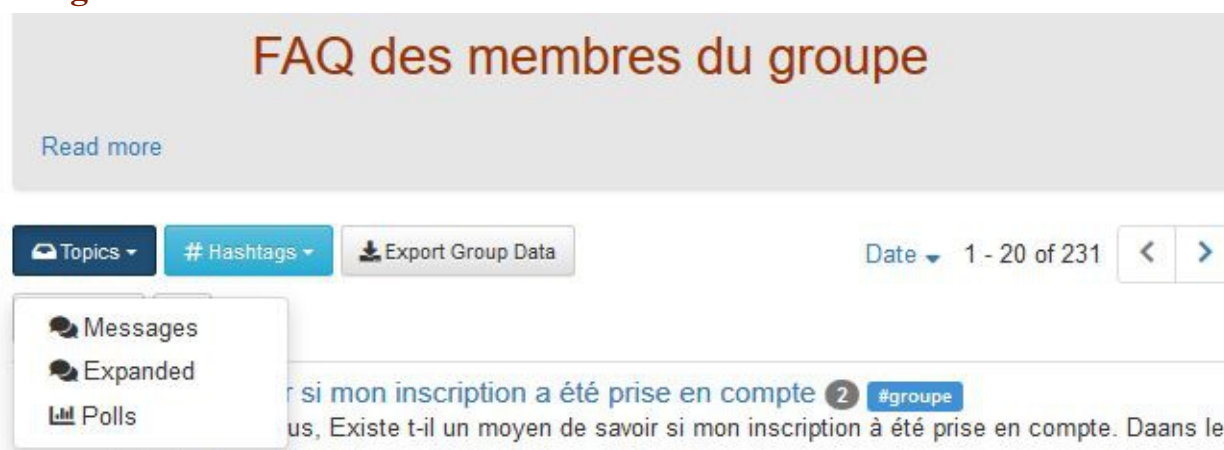 FAQ des membres du groupe
Read more
Topics # Hashtags Export Group Data Date 1 - 20 of 231
Messages
Expanded
Polls
si mon inscription a été prise en compte 2 #groupe
us, Existe t-il un moyen de savoir si mon inscription à été prise en compte. Daans le